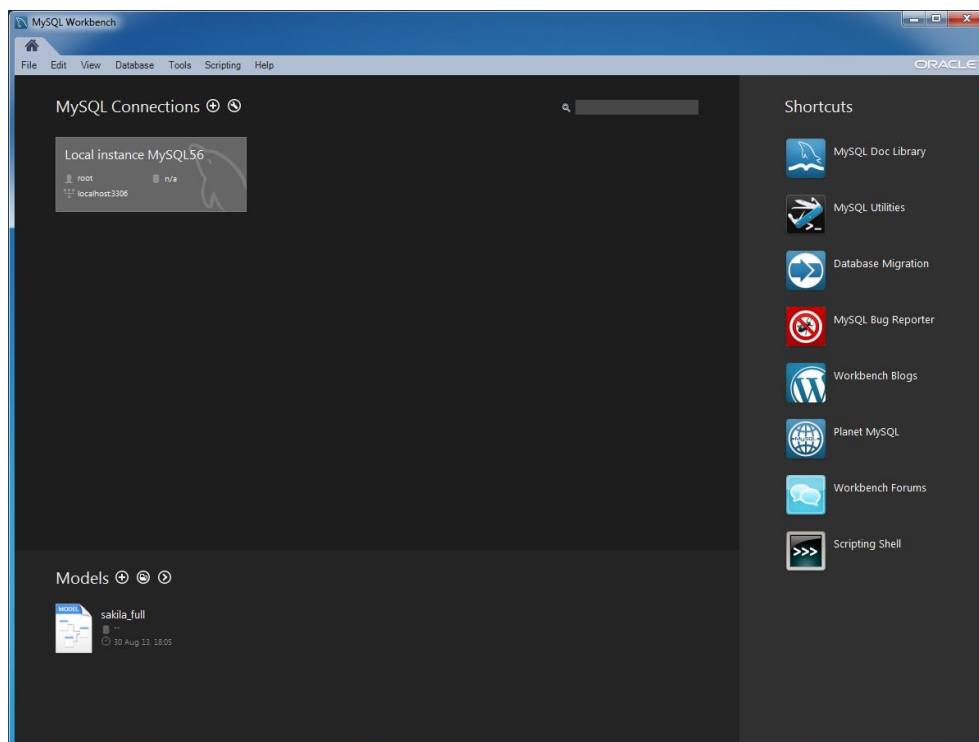 MySQL Workbench
File Edit View Database Tools Scripting Help
ORACLE
MySQL Connections
Local instance MySQL56
root n/a
localhost:3306
Models
MODEL
sakila_full
--
30 Aug 13, 18:05
Shortcuts
MySQL Doc Library
MySQL Utilities
Database Migration
MySQL Bug Reporter
Workbench Blogs
Planet MySQL
Workbench Forums
>>>
Scripting Shell